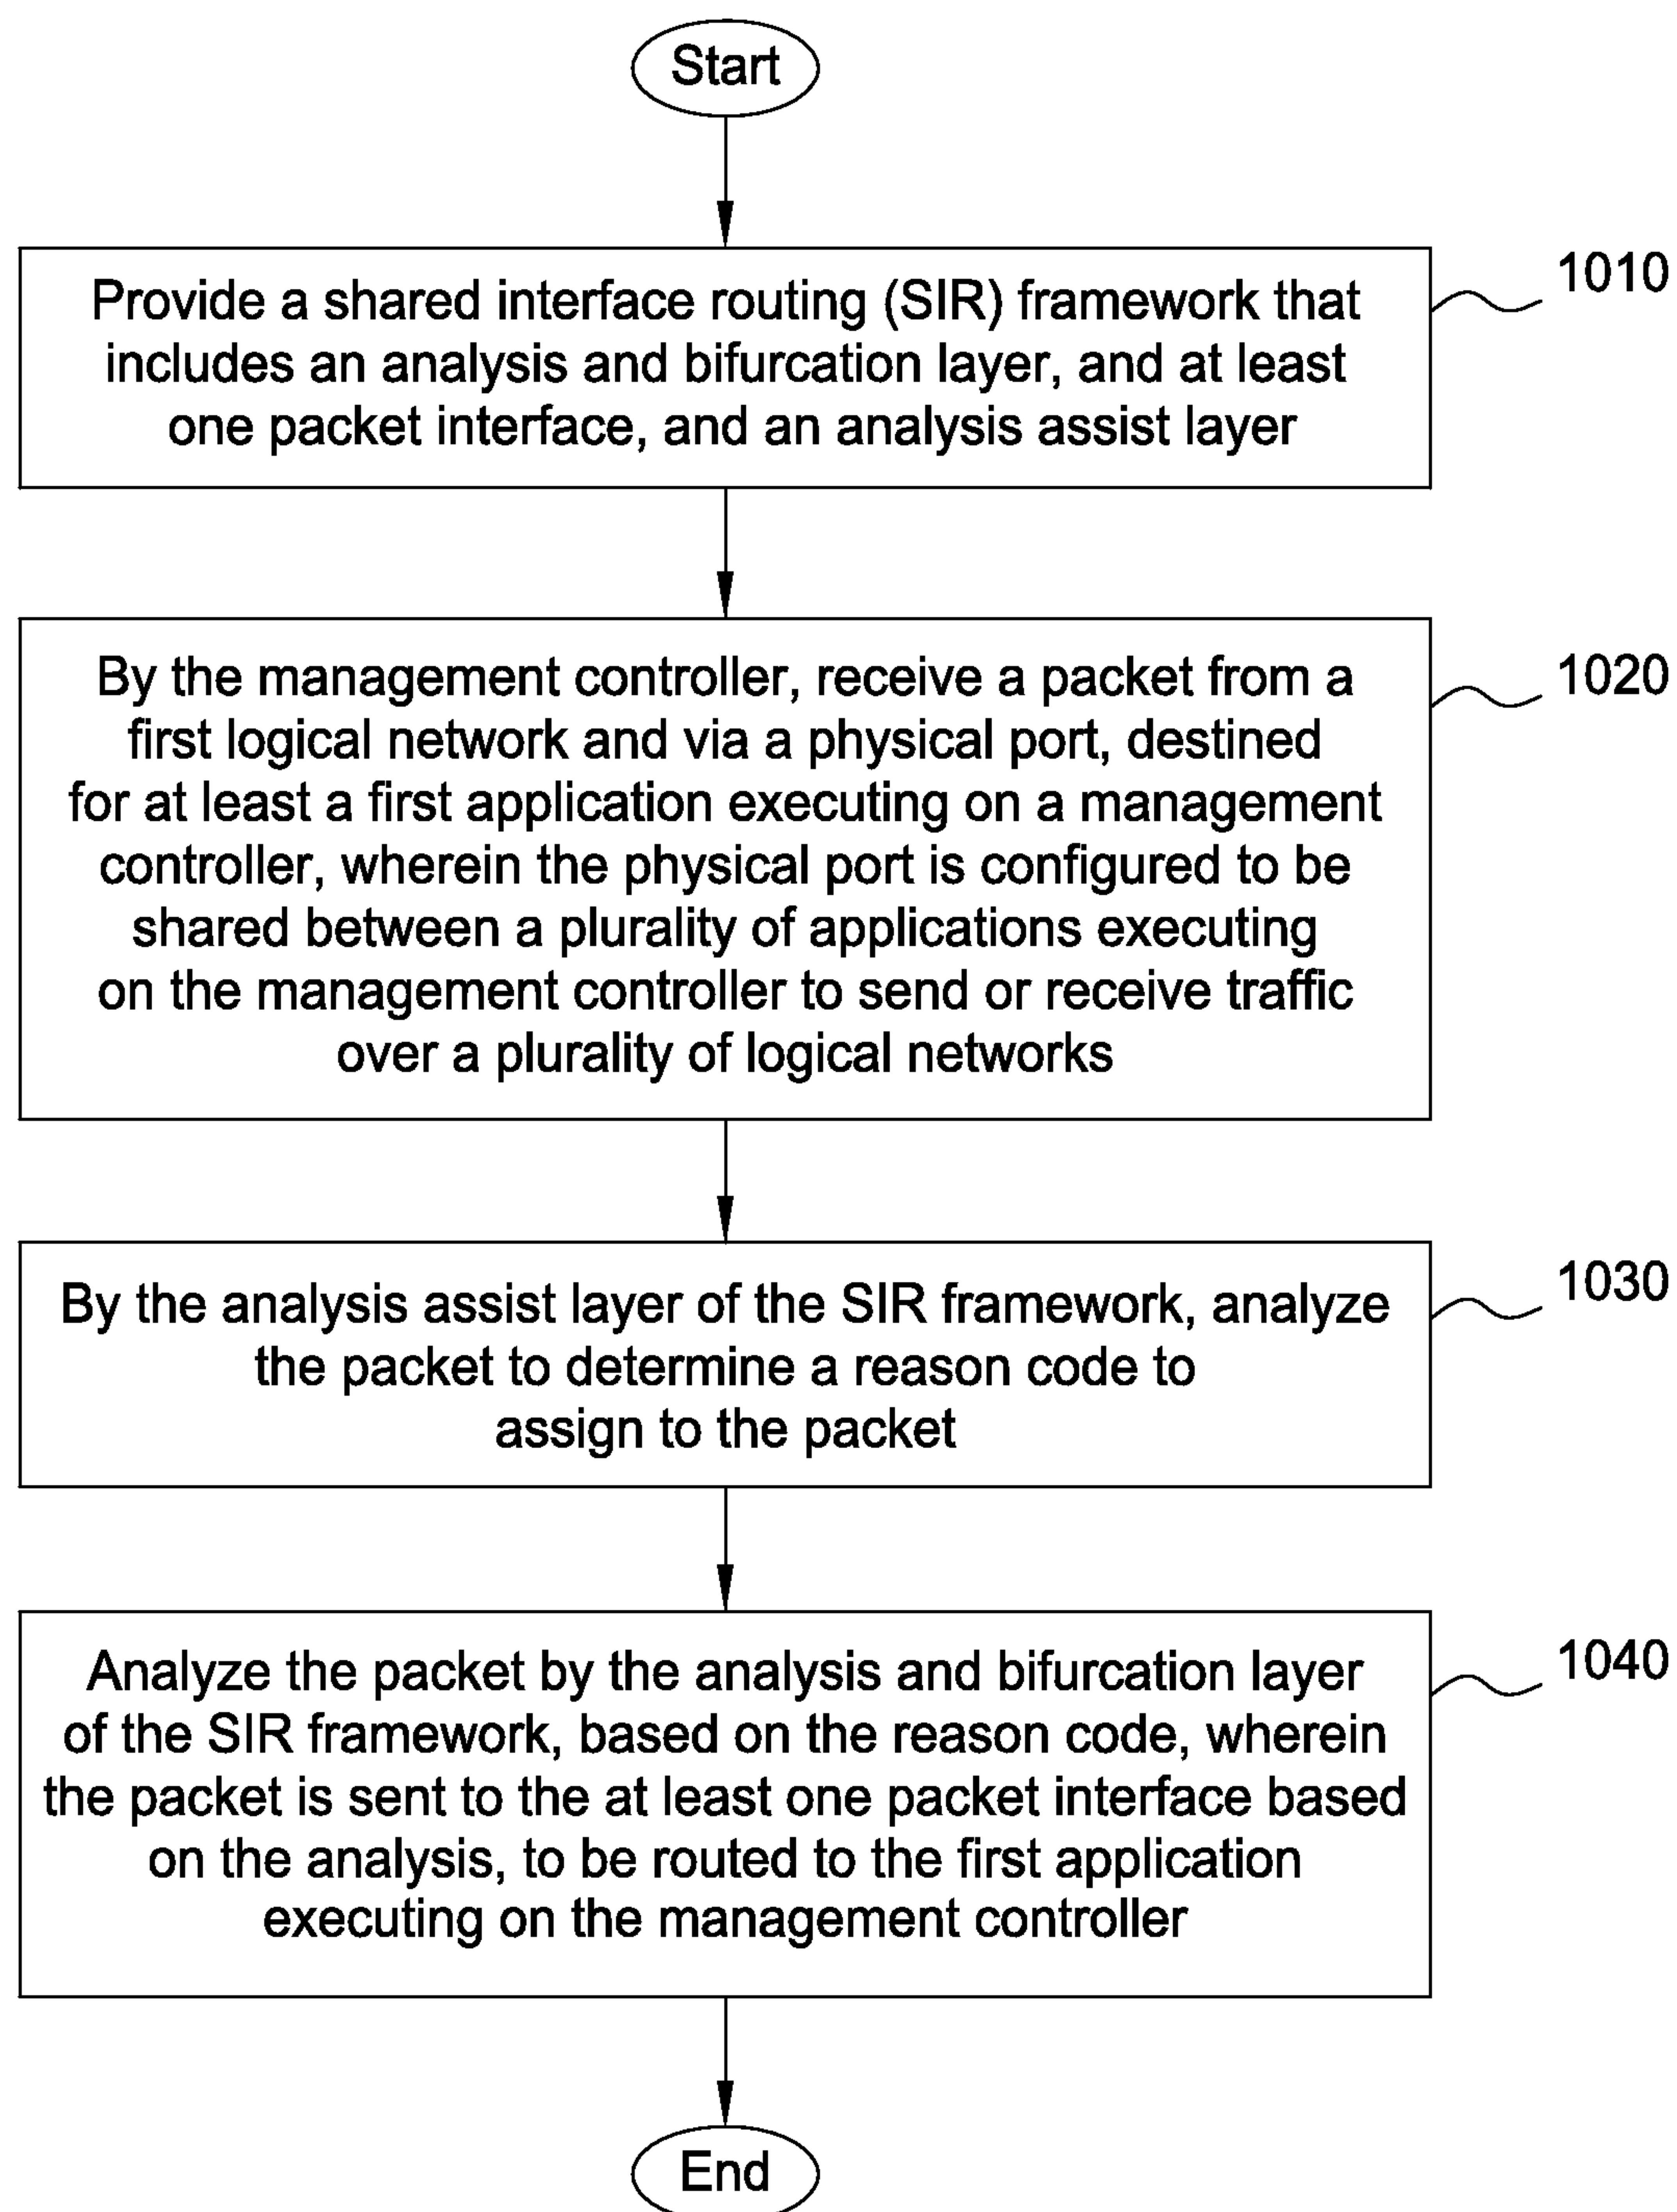 Start
Provide a shared interface routing (SIR) framework that
includes an analysis and bifurcation layer, and at least
one packet interface, and an analysis assist layer
1010
By the management controller, receive a packet from a
first logical network and via a physical port, destined
for at least a first application executing on a management
controller, wherein the physical port is configured to be
shared between a plurality of applications executing
on the management controller to send or receive traffic
over a plurality of logical networks
1020
By the analysis assist layer of the SIR framework, analyze
the packet to determine a reason code to
assign to the packet
1030
Analyze the packet by the analysis and bifurcation layer
of the SIR framework, based on the reason code, wherein
the packet is sent to the at least one packet interface based
on the analysis, to be routed to the first application
executing on the management controller
1040
End